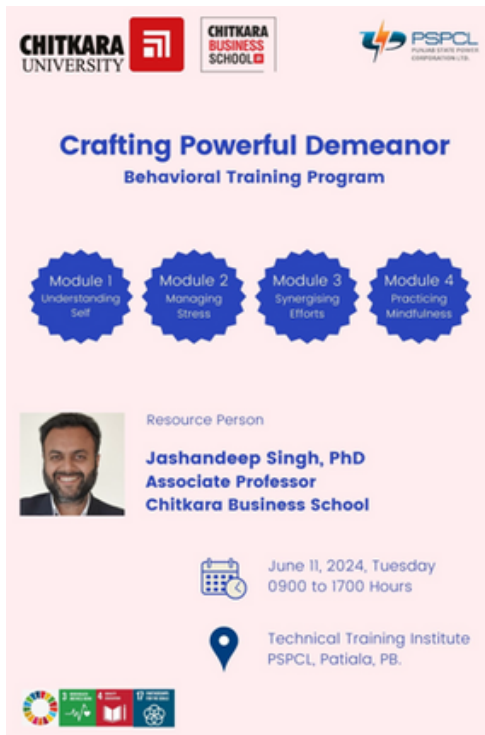 CHITKARA
UNIVERSITY
CHITKARA
BUSINESS
SCHOOL
PSPCL
PUNJAB STATE POWER
CORPORATION LTD.
Crafting Powerful Demeanor
Behavioral Training Program
Module 1
Understanding
Self
Module 2
Managing
Stress
Module 3
Synergising
Efforts
Module 4
Practicing
Mindfulness
Resource Person
Jashandeep Singh, PhD
Associate Professor
Chitkara Business School
June 11, 2024, Tuesday
0900 to 1700 Hours
Technical Training Institute
PSPCL, Patiala, PB.
3
4
17